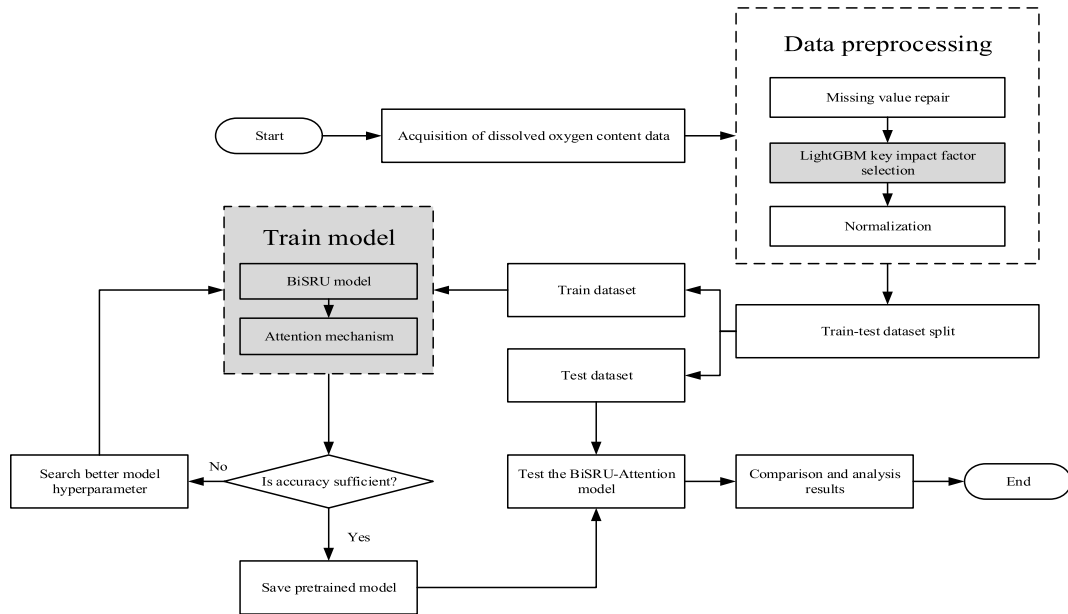 Data preprocessing
Missing value repair
Start
Acquisition of dissolved oxygen content data
LightGBM key impact factor
selection
Normalization
Train model
BiSRU model
Attention mechanism
Train dataset
Train-test dataset split
Test dataset
Search better model
hyperparameter
No
Is accuracy sufficient?
Yes
Test the BiSRU-Attention
model
Comparison and analysis
results
End
Save pretrained model